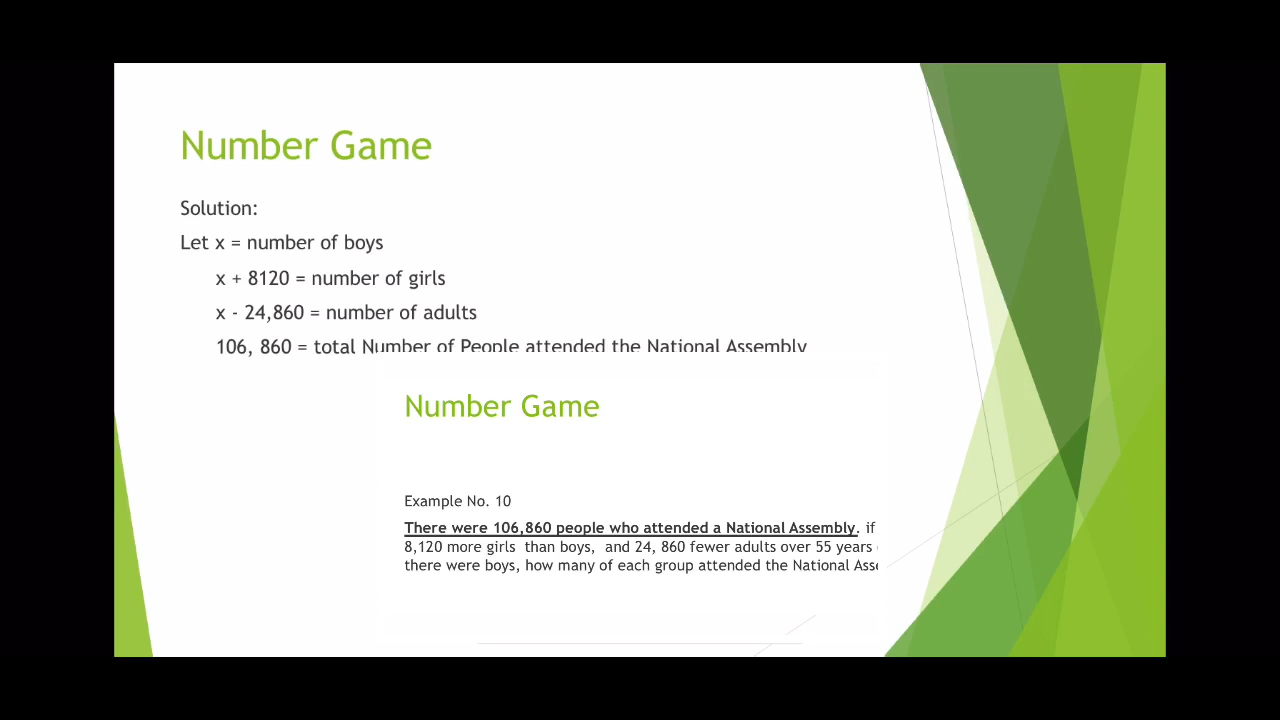 Number Game
Solution:
Let x = number of boys
x + 8120 = number of girls
x - 24,860 = number of adults
106, 860 = total Number of People attended the National Assembly
Number Game
Example No. 10
There were 106,860 people who attended a National Assembly. if
8,120 more girls than boys, and 24, 860 fewer adults over 55 years
there were boys, how many of each group attended the National